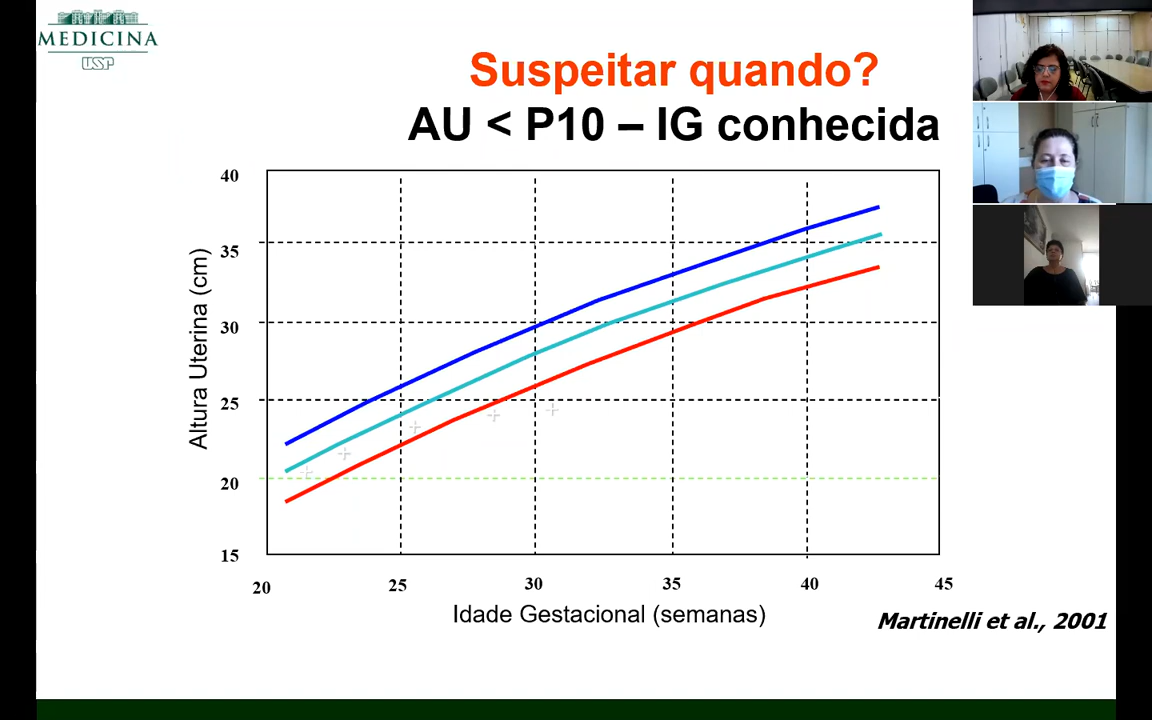 MEDICINA
USP
Suspeitar quando?
AU < P10 – IG conhecida
40
35
30
25
20
15
Altura Uterina (cm)
20 25 30 35 40 45
Idade Gestacional (semanas)
Martinelli et al., 2001